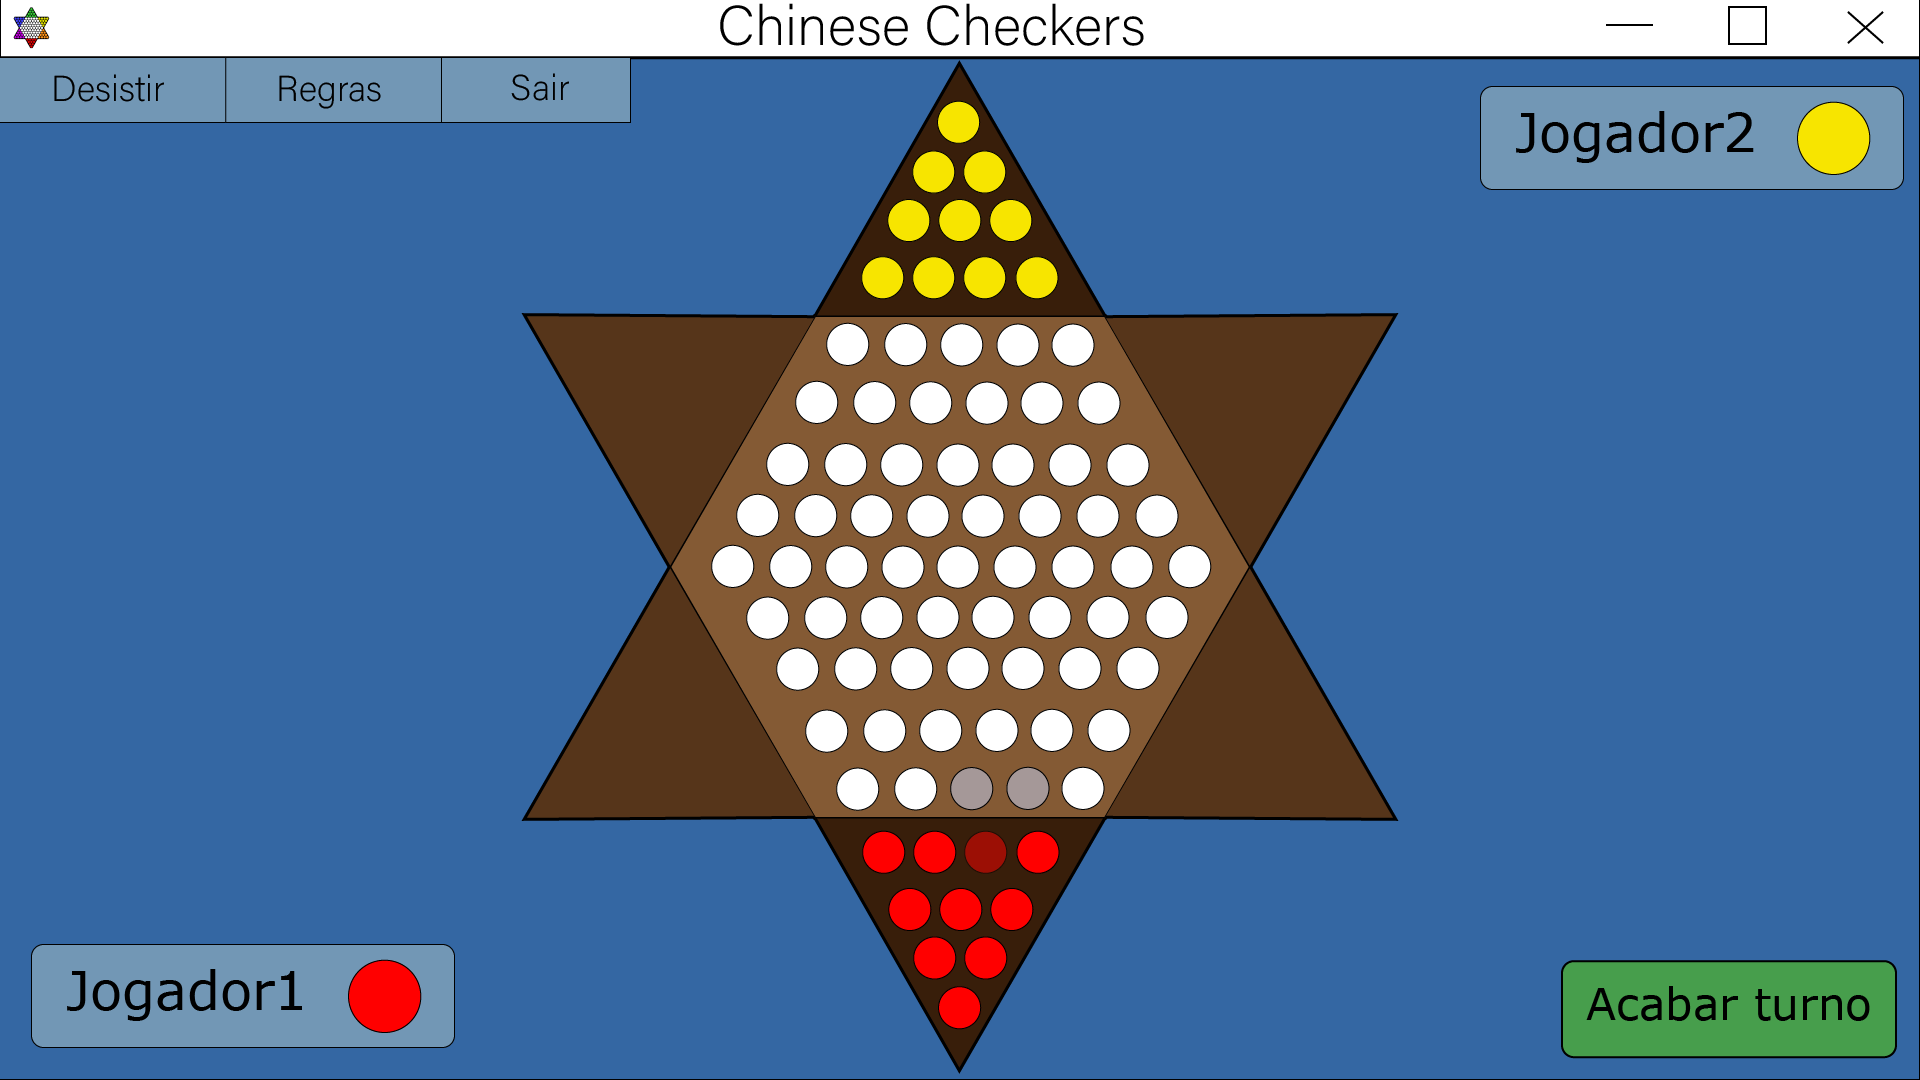 Chinese Checkers
Desistir
Regras
Sair
Jogador2
Jogador1
Acabar turno